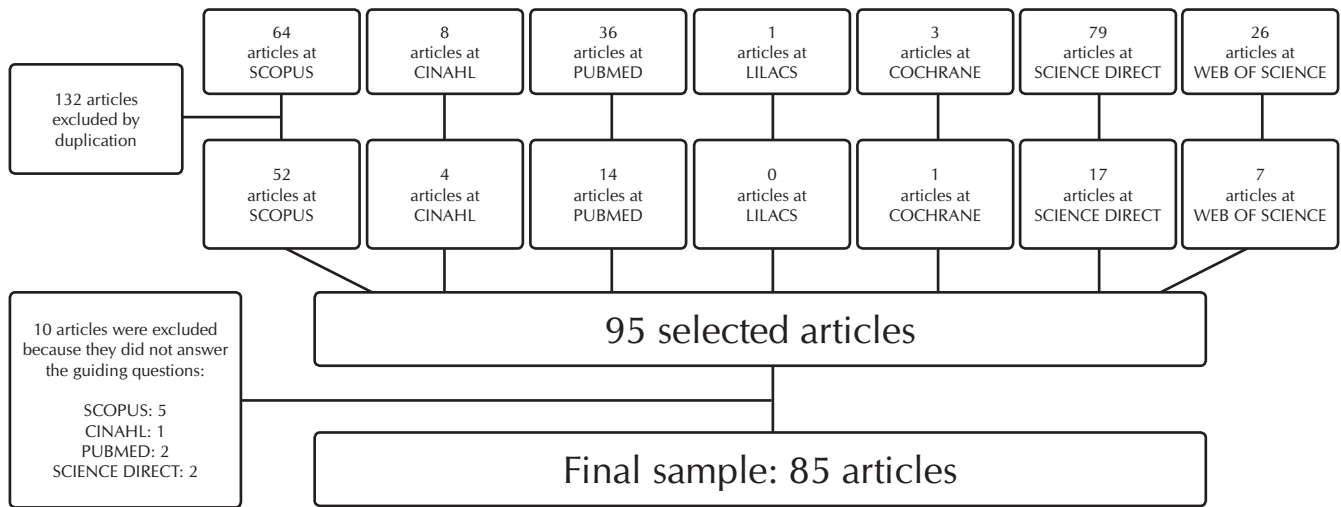 64
articles at
SCOPUS
8
articles at
CINAHL
36
articles at
PUBMED
1
articles at
LILACS
3
articles at
COCHRANE
79
articles at
SCIENCE DIRECT
26
articles at
WEB OF SCIENCE
132 articles
excluded by
duplication
52
articles at
SCOPUS
4
articles at
CINAHL
14
articles at
PUBMED
0
articles at
LILACS
1
articles at
COCHRANE
17
articles at
SCIENCE DIRECT
7
articles at
WEB OF SCIENCE
95 selected articles
10 articles were excluded
because they did not answer
the guiding questions:
SCOPUS: 5
CINAHL: 1
PUBMED: 2
SCIENCE DIRECT: 2
Final sample: 85 articles